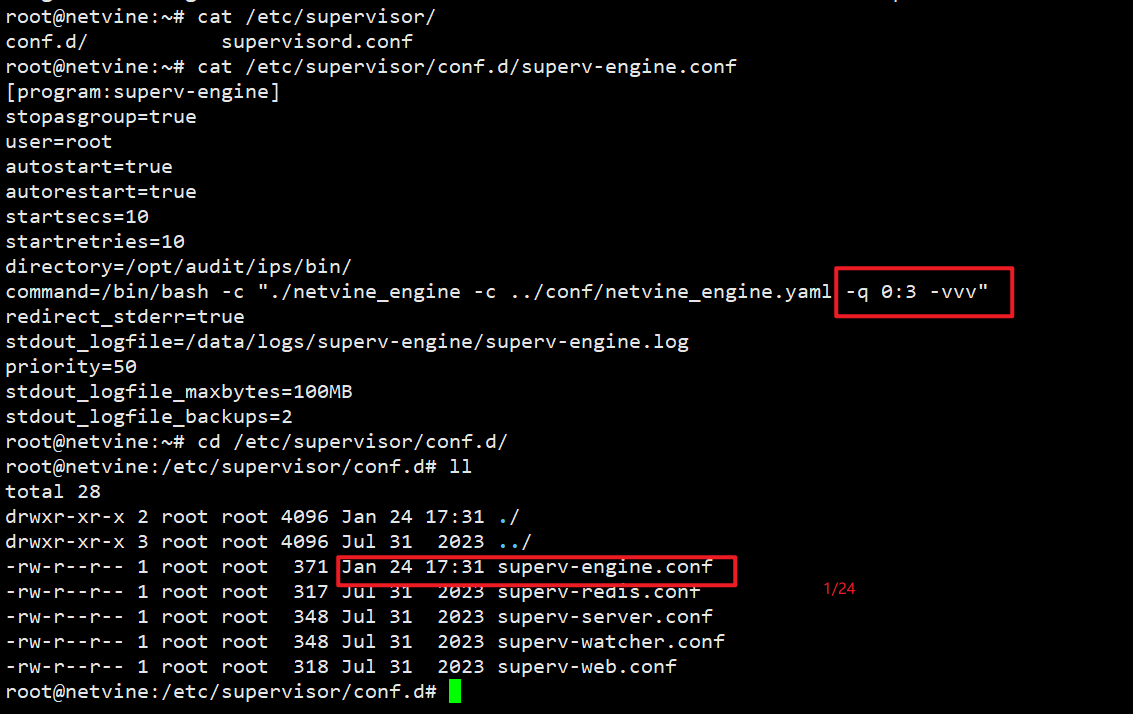 root@netvine:~# cat /etc/supervisor/
conf.d/           supervisord.conf
root@netvine:~# cat /etc/supervisor/conf.d/superv-engine.conf
[program:superv-engine]
stopasgroup=true
user=root
autostart=true
autorestart=true
startsecs=10
startretries=10
directory=/opt/audit/ips/bin/
command=/bin/bash -c "./netvine_engine -c ../conf/netvine_engine.yaml -q 0:3 -vvv"
redirect_stderr=true
stdout_logfile=/data/logs/superv-engine/superv-engine.log
priority=50
stdout_logfile_maxbytes=100MB
stdout_logfile_backups=2
root@netvine:~# cd /etc/supervisor/conf.d/
root@netvine:/etc/supervisor/conf.d# ll
total 28
drwxr-xr-x 2 root root 4096 Jan 24 17:31 ./
drwxr-xr-x 3 root root 4096 Jul 31  2023 ../
-rw-r--r-- 1 root root  371 Jan 24 17:31 superv-engine.conf
-rw-r--r-- 1 root root  317 Jul 31  2023 superv-redis.conf
1/24
-rw-r--r-- 1 root root  348 Jul 31  2023 superv-server.conf
-rw-r--r-- 1 root root  348 Jul 31  2023 superv-watcher.conf
-rw-r--r-- 1 root root  318 Jul 31  2023 superv-web.conf
root@netvine:/etc/supervisor/conf.d#